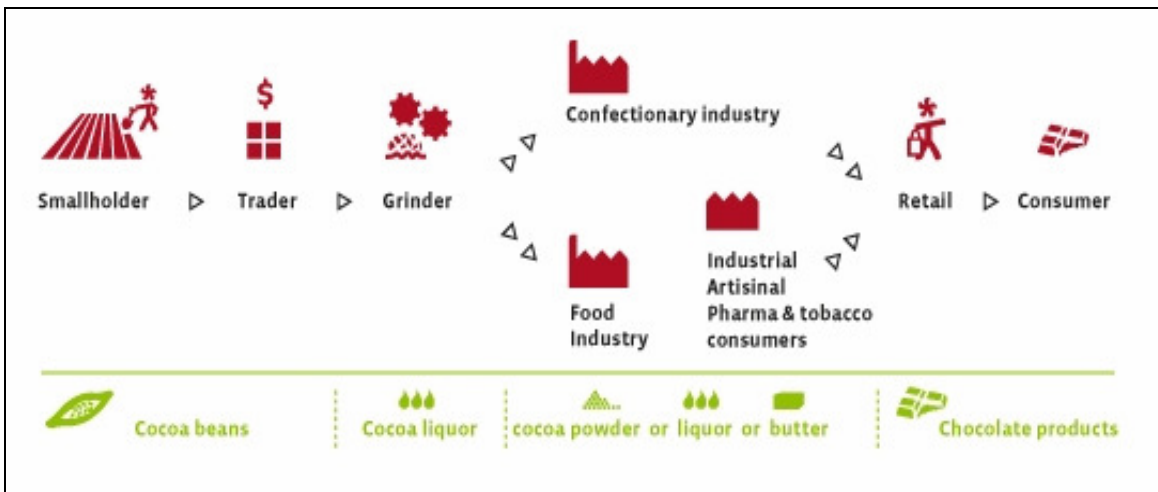 $
Confectionary industry
Smallholder
Trader
Grinder
Retail
Consumer
Industrial
Artisinal
Pharma & tobacco
consumers
Food
Industry
Cocoa beans
Cocoa liquor
cocoa powder or liquor or butter
Chocolate products